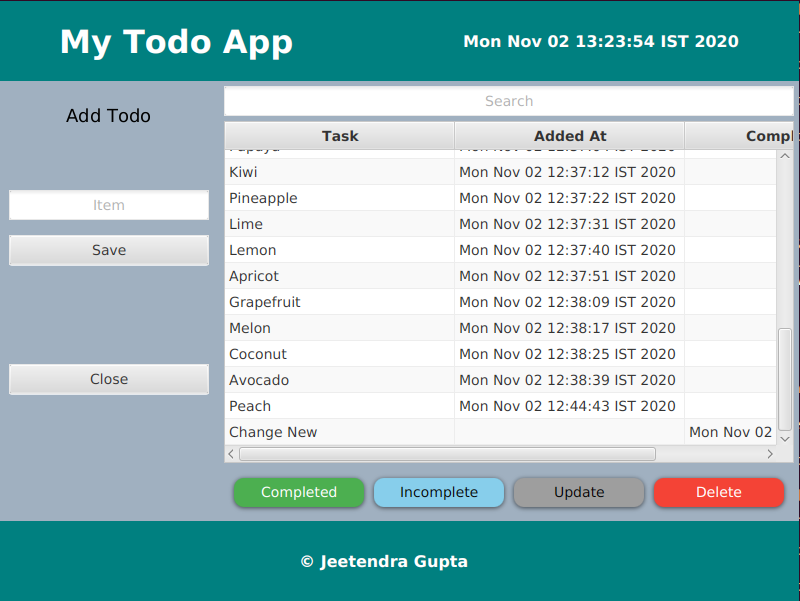 My Todo App
Mon Nov 02 13:23:54 IST 2020
Add Todo
Item
Save
Close
Search
Task Added At Compl
Kiwi Mon Nov 02 12:37:12 IST 2020
Pineapple Mon Nov 02 12:37:22 IST 2020
Lime Mon Nov 02 12:37:31 IST 2020
Lemon Mon Nov 02 12:37:40 IST 2020
Apricot Mon Nov 02 12:37:51 IST 2020
Grapefruit Mon Nov 02 12:38:09 IST 2020
Melon Mon Nov 02 12:38:17 IST 2020
Coconut Mon Nov 02 12:38:25 IST 2020
Avocado Mon Nov 02 12:38:39 IST 2020
Peach Mon Nov 02 12:44:43 IST 2020
Change New Mon Nov 02
Completed Incomplete Update Delete
© Jeetendra Gupta